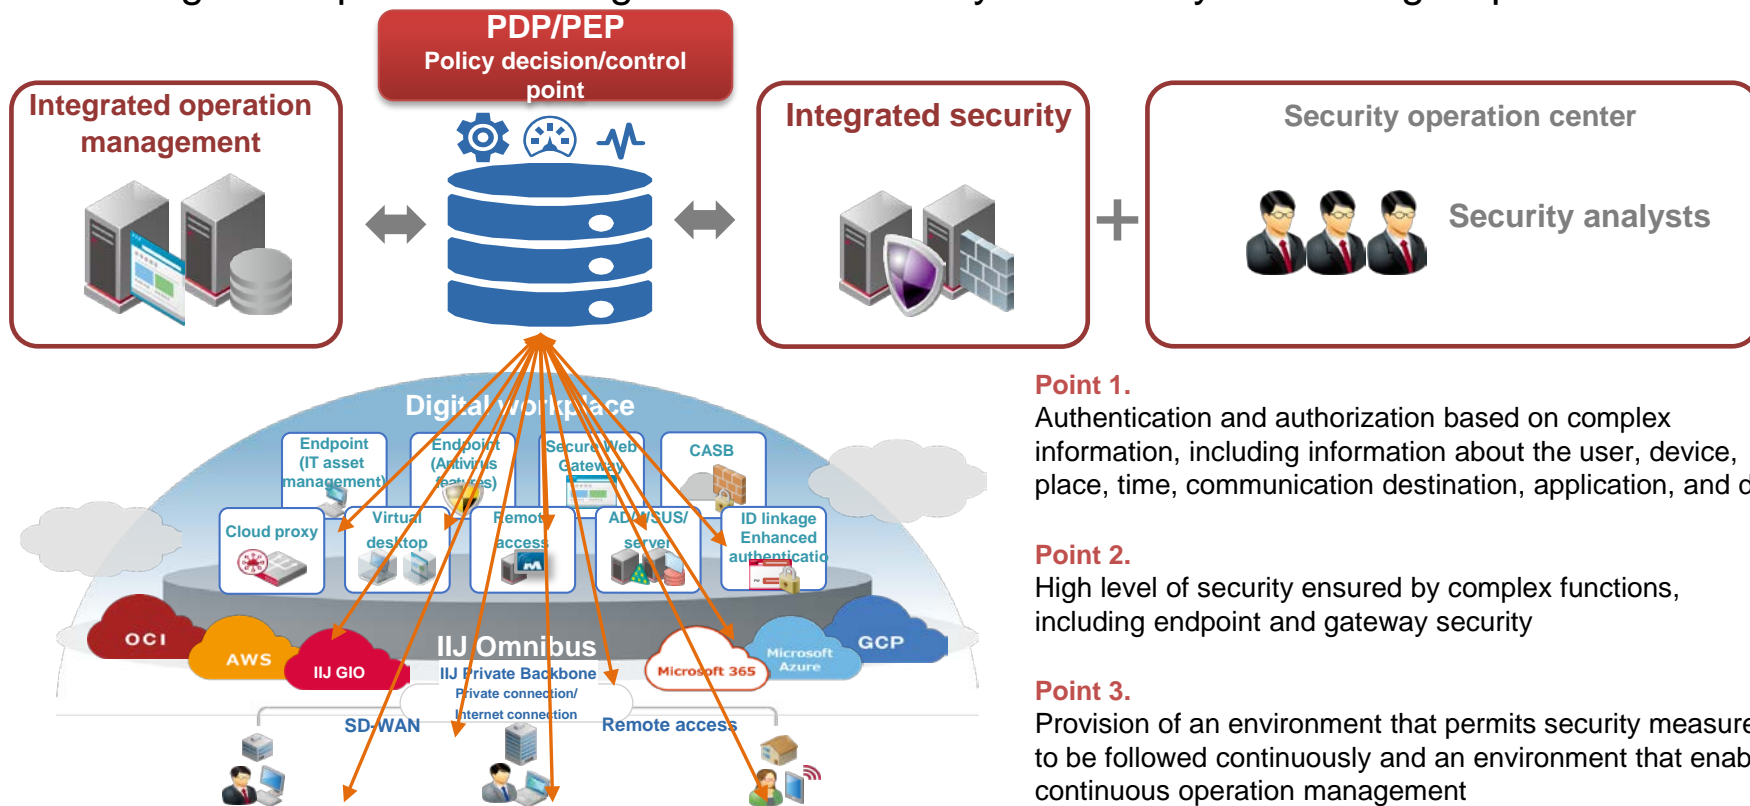 PDP/PEP
Policy decision/control
point
Integrated operation
management
Integrated security
Security operation center
Security analysts
Digital workplace
Endpoint
(IT asset
management)
Endpoint
(Antivirus
features)
Secure Web
Gateway
CASB
Cloud proxy
Virtual
desktop
Remote
access
AD/WSUS/
server
ID linkage
Enhanced
authenticatio
OCI
AWS
IIJ GIO
IIJ Omnibus
IIJ Private Backbone
Private connection/
Internet connection
Microsoft 365
Microsoft
Azure
GCP
SD-WAN
Remote access
Point 1.
Authentication and authorization based on complex
information, including information about the user, device,
place, time, communication destination, application, and d
Point 2.
High level of security ensured by complex functions,
including endpoint and gateway security
Point 3.
Provision of an environment that permits security measure
to be followed continuously and an environment that enab
continuous operation management